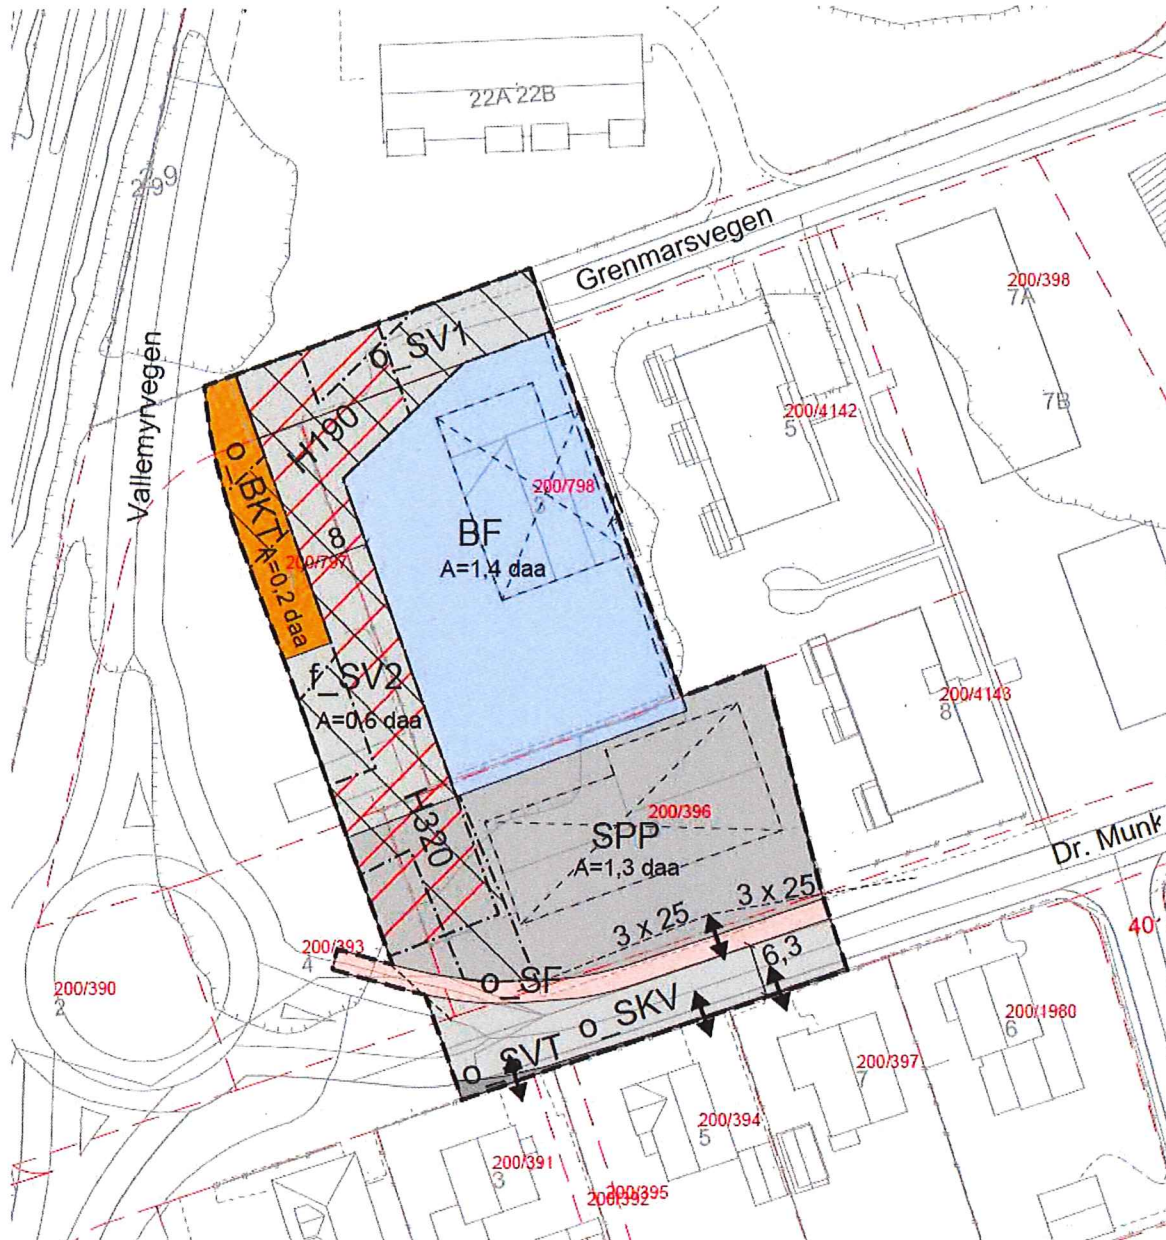 22A 22B
299
Grenmarsvegen
200/398
7A
7B
Vallemyrvegen
o_SV1
H190
200/4142
5
o_BKT
A=0,2 daa
200/797
8
200/798
BF
A=1,4 daa
f_SV2
A=0,6 daa
200/4143
8
H320
200/396
SPP
A=1,3 daa
Dr. Munk
3 x 25
3 x 25
6,3
40
200/393
4
o_SF
o_SKV
o_SVT
200/390
2
200/1980
6
200/397
7
200/394
5
200/391
3
200/395
200/392